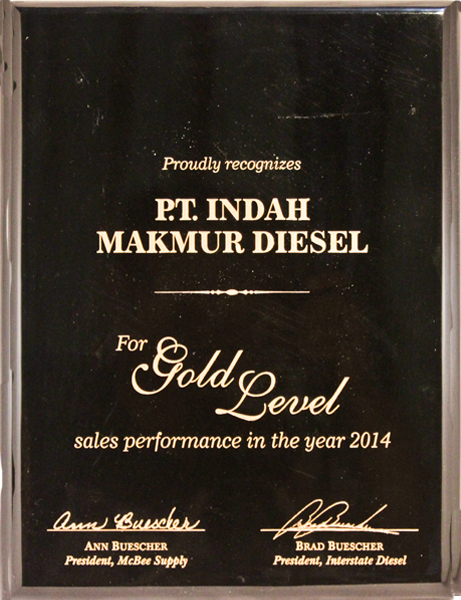 Proudly recognizes
P.T. INDAH
MAKMUR DIESEL
For Gold Level
sales performance in the year 2014
Ann Buescher
ANN BUESCHER
President, McBee Supply
BRAD BUESCHER
President, Interstate Diesel